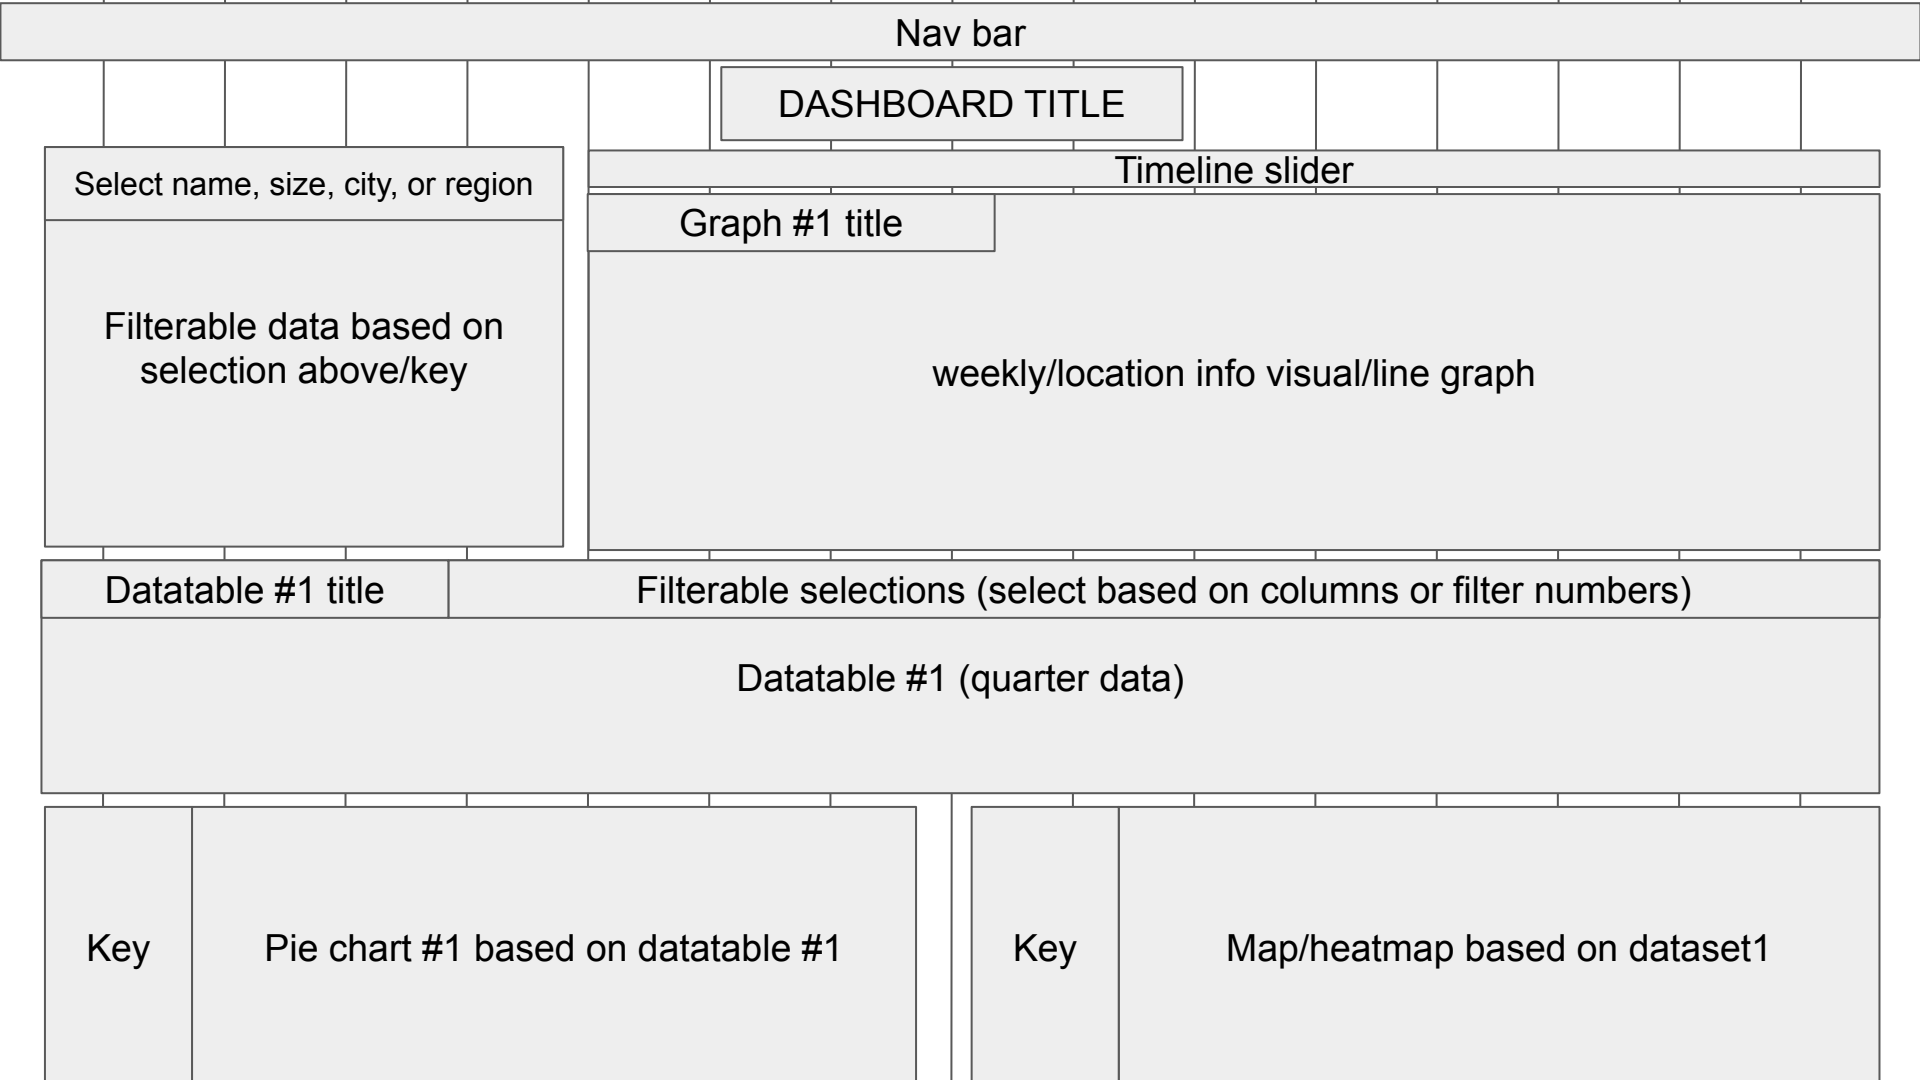 Nav bar
DASHBOARD TITLE
Select name, size, city, or region
Timeline slider
Graph #1 title
Filterable data based on
selection above/key
weekly/location info visual/line graph
Datatable #1 title
Filterable selections (select based on columns or filter numbers)
Datatable #1 (quarter data)
Key
Pie chart #1 based on datatable #1
Key
Map/heatmap based on dataset1